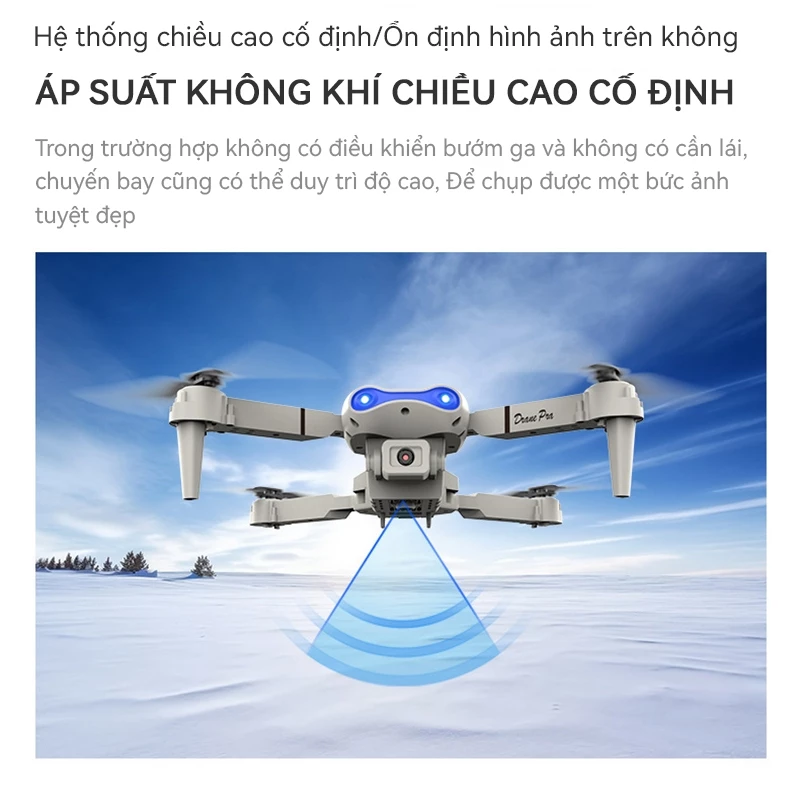 Hệ thống chiều cao cố định/Ổn định hình ảnh trên không
ÁP SUẤT KHÔNG KHÍ CHIỀU CAO CỐ ĐỊNH
Trong trường hợp không có điều khiển bướm ga và không có cần lái,
chuyến bay cũng có thể duy trì độ cao, Để chụp được một bức ảnh
tuyệt đẹp
Drone Pro